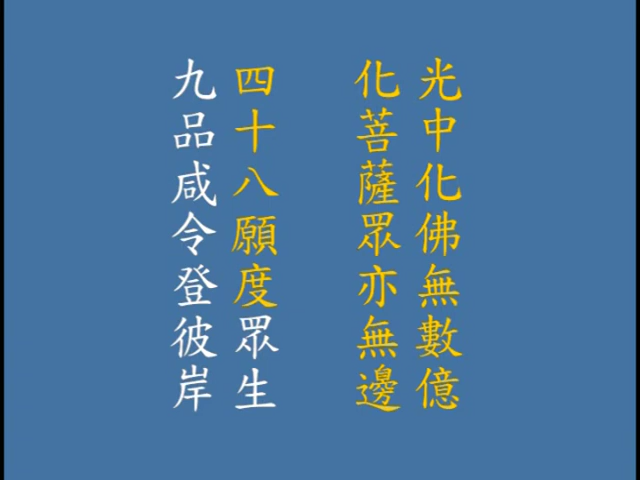 光中化佛無數億
化菩薩眾亦無邊
四十八願度眾生
九品咸令登彼岸